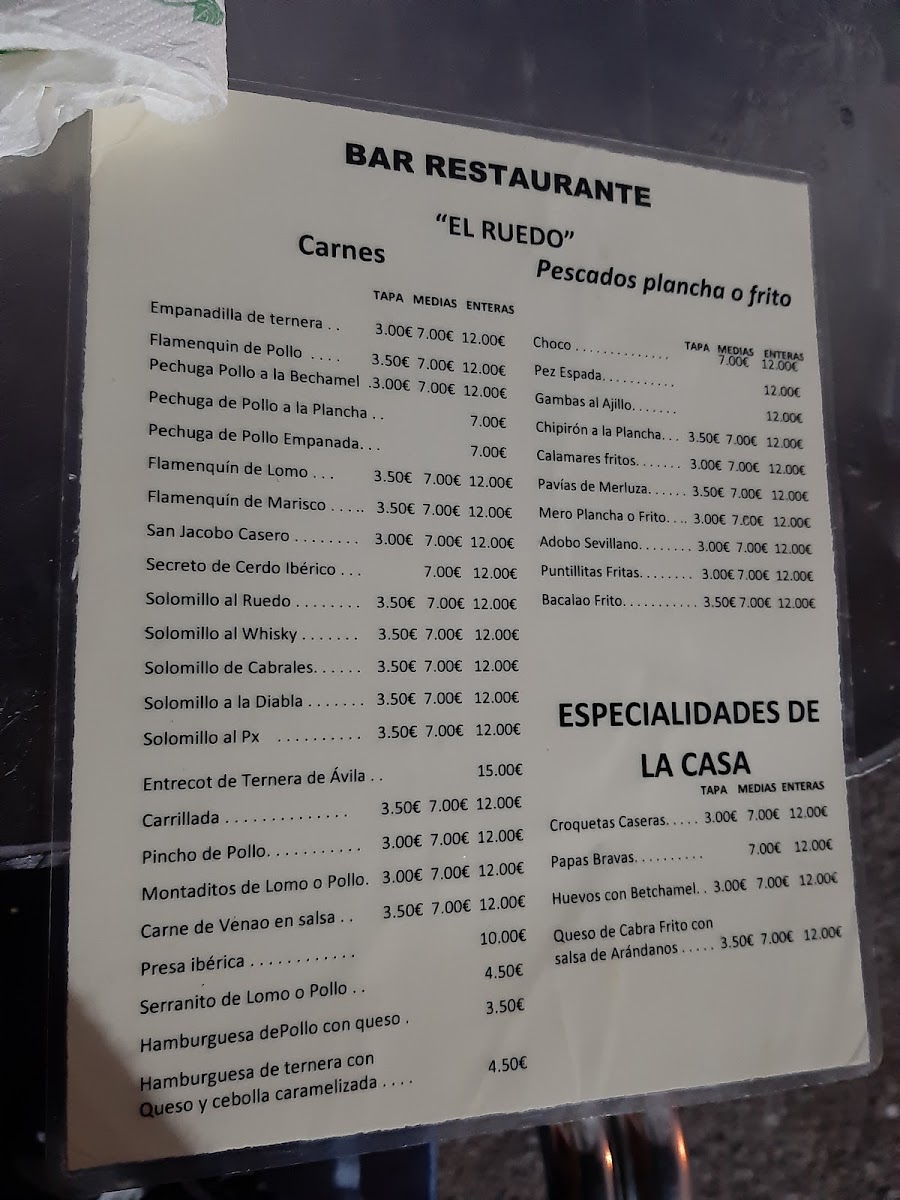 BAR RESTAURANTE
“EL RUEDO”
Carnes
TAPA MEDIAS ENTERAS
Empanadilla de ternera . . 3.00€ 7.00€ 12.00€
Flamenquin de Pollo . . . . 3.50€ 7.00€ 12.00€
Pechuga Pollo a la Bechamel .3.00€ 7.00€ 12.00€
Pechuga de Pollo a la Plancha . . 7.00€
Pechuga de Pollo Empanada. . . 7.00€
Flamenquín de Lomo . . . 3.50€ 7.00€ 12.00€
Flamenquín de Marisco . . . . . 3.50€ 7.00€ 12.00€
San Jacobo Casero . . . . . . . . 3.00€ 7.00€ 12.00€
Secreto de Cerdo Ibérico . . . 7.00€ 12.00€
Solomillo al Ruedo . . . . . . . . 3.50€ 7.00€ 12.00€
Solomillo al Whisky . . . . . . . 3.50€ 7.00€ 12.00€
Solomillo de Cabrales. . . . . . 3.50€ 7.00€ 12.00€
Solomillo a la Diabla . . . . . . . 3.50€ 7.00€ 12.00€
Solomillo al Px . . . . . . . . . . 3.50€ 7.00€ 12.00€
Entrecot de Ternera de Ávila . . 15.00€
Carrillada . . . . . . . . . . . . . . 3.50€ 7.00€ 12.00€
Pincho de Pollo. . . . . . . . . . . 3.00€ 7.00€ 12.00€
Montaditos de Lomo o Pollo. 3.00€ 7.00€ 12.00€
Carne de Venao en salsa . . 3.50€ 7.00€ 12.00€
Presa ibérica . . . . . . . . . . . . 10.00€
Serranito de Lomo o Pollo . . 4.50€
Hamburguesa dePollo con queso . 3.50€
Hamburguesa de ternera con
Queso y cebolla caramelizada . . . . 4.50€
Pescados plancha o frito
TAPA MEDIAS ENTERAS
Choco . . . . . . . . . . . . . . 7.00€ 12.00€
Pez Espada. . . . . . . . . . . 12.00€
Gambas al Ajillo. . . . . . . 12.00€
Chipirón a la Plancha. . . 3.50€ 7.00€ 12.00€
Calamares fritos. . . . . . . 3.00€ 7.00€ 12.00€
Pavías de Merluza. . . . . . 3.50€ 7.00€ 12.00€
Mero Plancha o Frito. . . . 3.00€ 7.00€ 12.00€
Adobo Sevillano. . . . . . . . 3.00€ 7.00€ 12.00€
Puntillitas Fritas. . . . . . . . 3.00€ 7.00€ 12.00€
Bacalao Frito. . . . . . . . . . . 3.50€ 7.00€ 12.00€
ESPECIALIDADES DE
LA CASA
TAPA MEDIAS ENTERAS
Croquetas Caseras. . . . . 3.00€ 7.00€ 12.00€
Papas Bravas. . . . . . . . . . 7.00€ 12.00€
Huevos con Betchamel. . 3.00€ 7.00€ 12.00€
Queso de Cabra Frito con
salsa de Arándanos . . . . . 3.50€ 7.00€ 12.00€